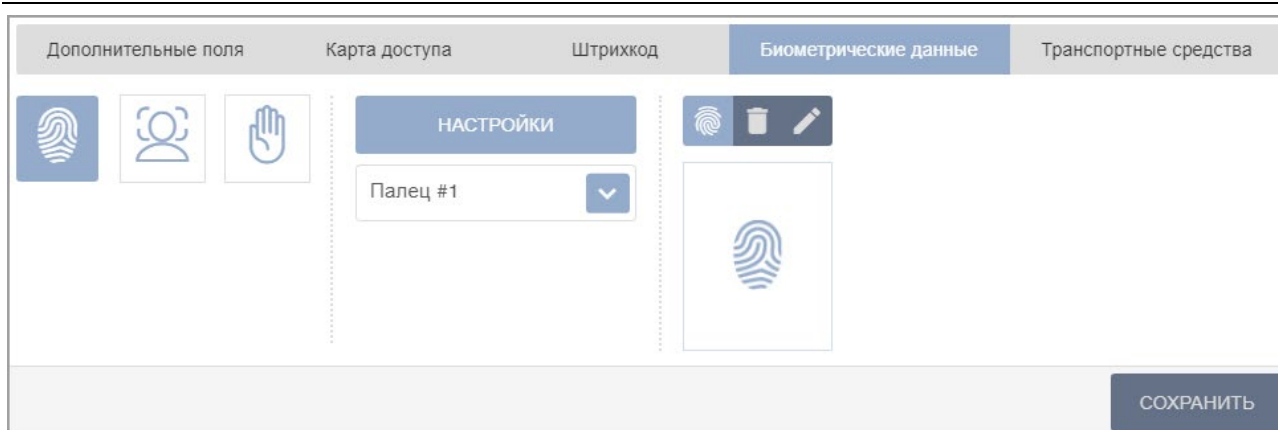 Дополнительные поля Карта доступа Штрихкод Биометрические данные Транспортные средства
НАСТРОЙКИ
Палец #1
СОХРАНИТЬ